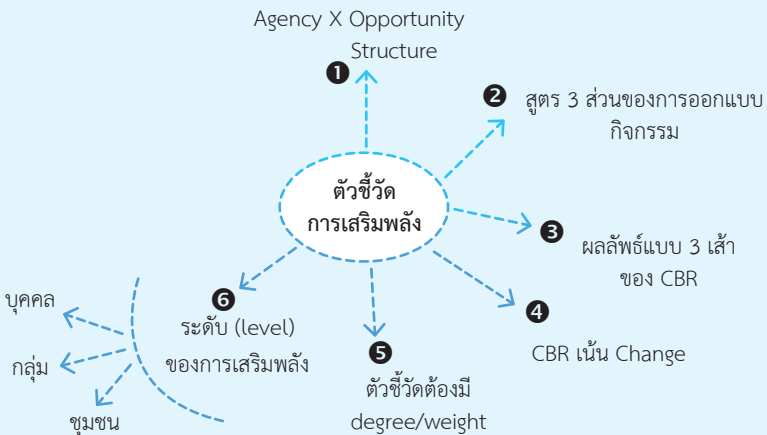 Agency X Opportunity
Structure
❶
❷
สูตร 3 ส่วนของการออกแบบ
กิจกรรม
ตัวชี้วัด
การเสริมพลัง
❸
ผลลัพธ์แบบ 3 เส้า
ของ CBR
❹
CBR เน้น Change
❺
ตัวชี้วัดต้องมี
degree/weight
❻
ระดับ (level)
ของการเสริมพลัง
บุคคล
กลุ่ม
ชุมชน